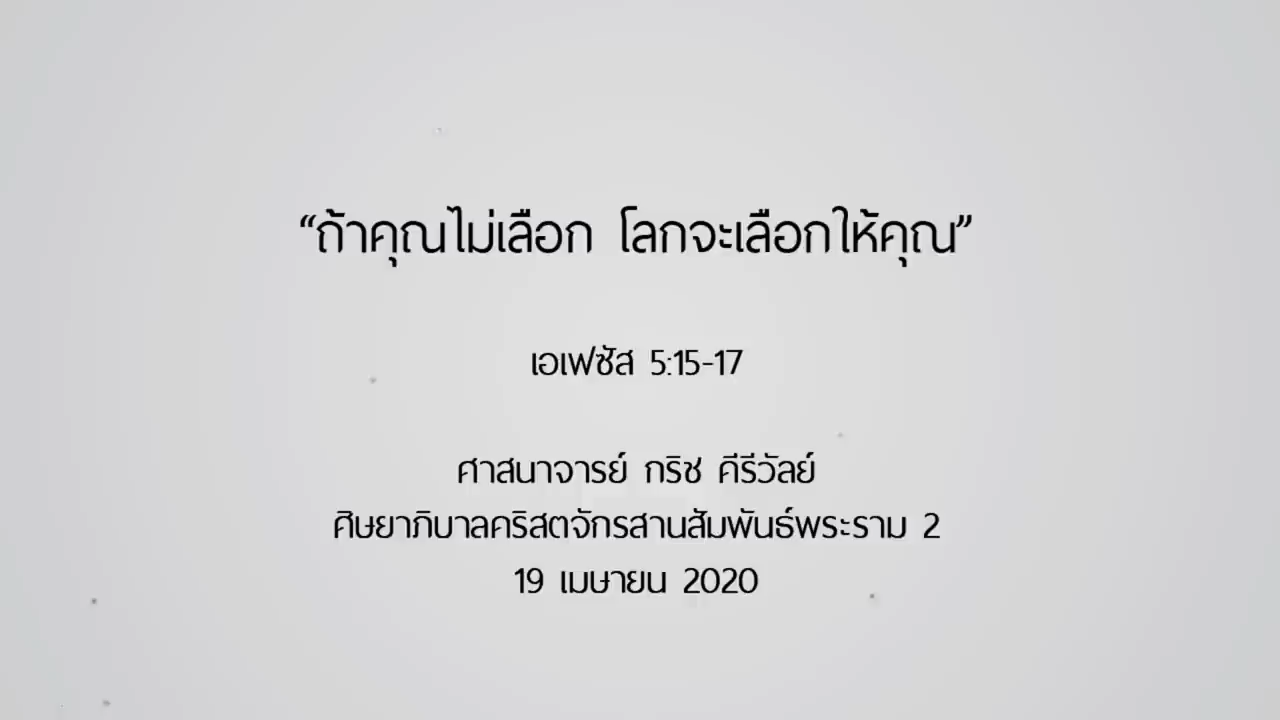 “ถ้าคุณไม่เลือก โลกจะเลือกให้คุณ”
เอเฟซัส 5:15-17
ศาสนาจารย์ กริช คีรีวัลย์
ศิษยาภิบาลคริสตจักรสานสัมพันธ์พระราม 2
19 เมษายน 2020